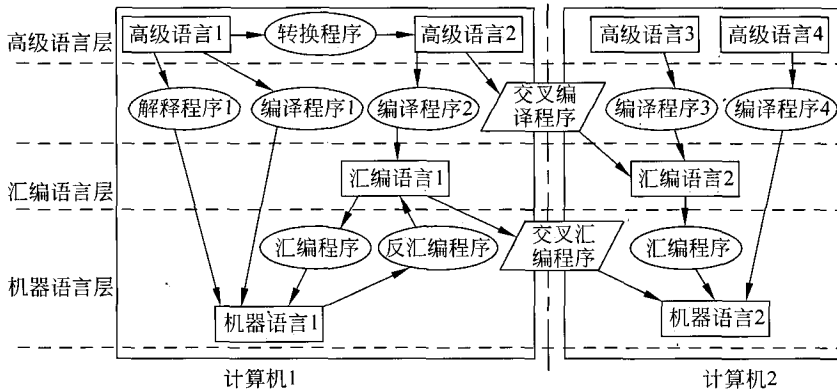 高级语言层
高级语言1
转换程序
高级语言2
高级语言3
高级语言4
解释程序1
编译程序1
编译程序2
交叉编
译程序
编译程序3
编译程序4
汇编语言层
汇编语言1
汇编语言2
机器语言层
汇编程序
反汇编程序
交叉汇
编程序
汇编程序
机器语言1
机器语言2
计算机1
计算机2